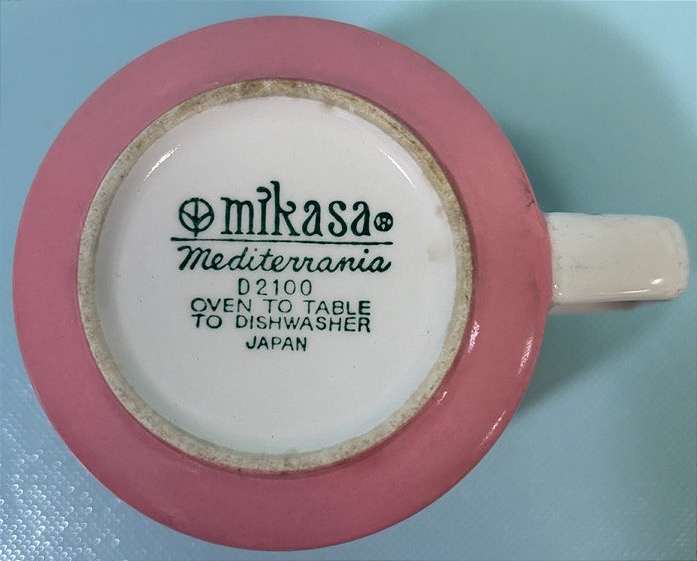 mikasa®
Mediterrania
D2100
OVEN TO TABLE
TO DISHWASHER
JAPAN